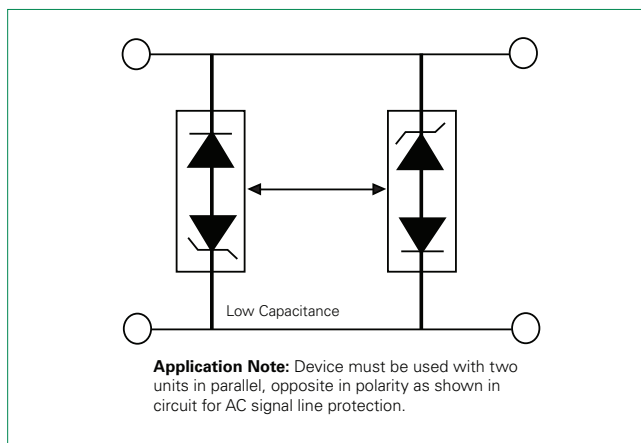 Low Capacitance
Application Note: Device must be used with two
units in parallel, opposite in polarity as shown in
circuit for AC signal line protection.